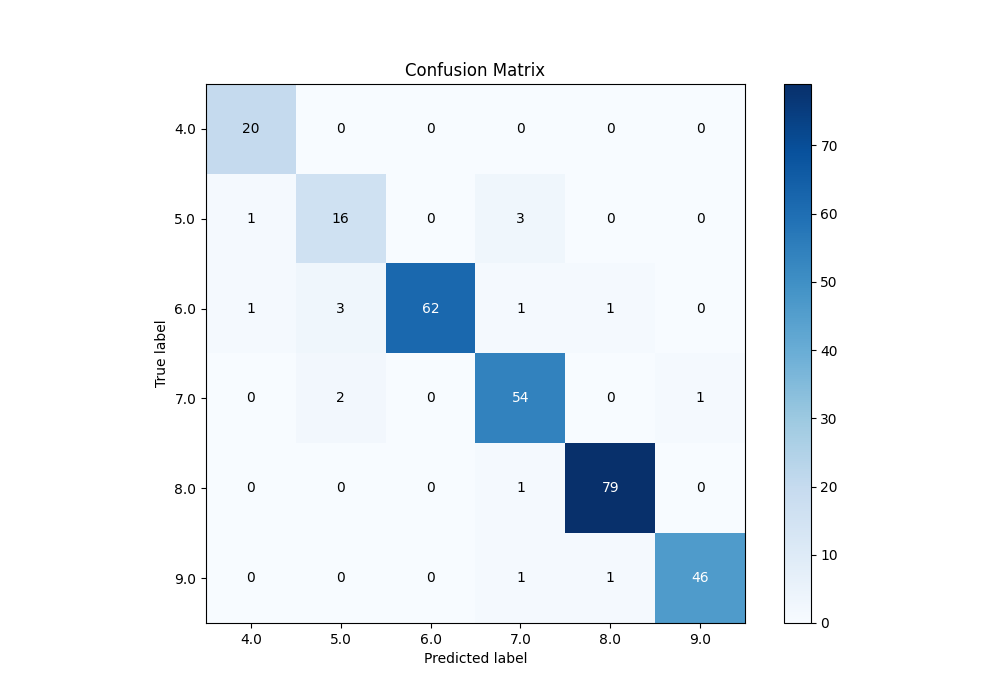 Confusion Matrix
True label
4.0 20 0 0 0 0 0
5.0 1 16 0 3 0 0
6.0 1 3 62 1 1 0
7.0 0 2 0 54 0 1
8.0 0 0 0 1 79 0
9.0 0 0 0 1 1 46
4.0 5.0 6.0 7.0 8.0 9.0
Predicted label
70
60
50
40
30
20
10
0